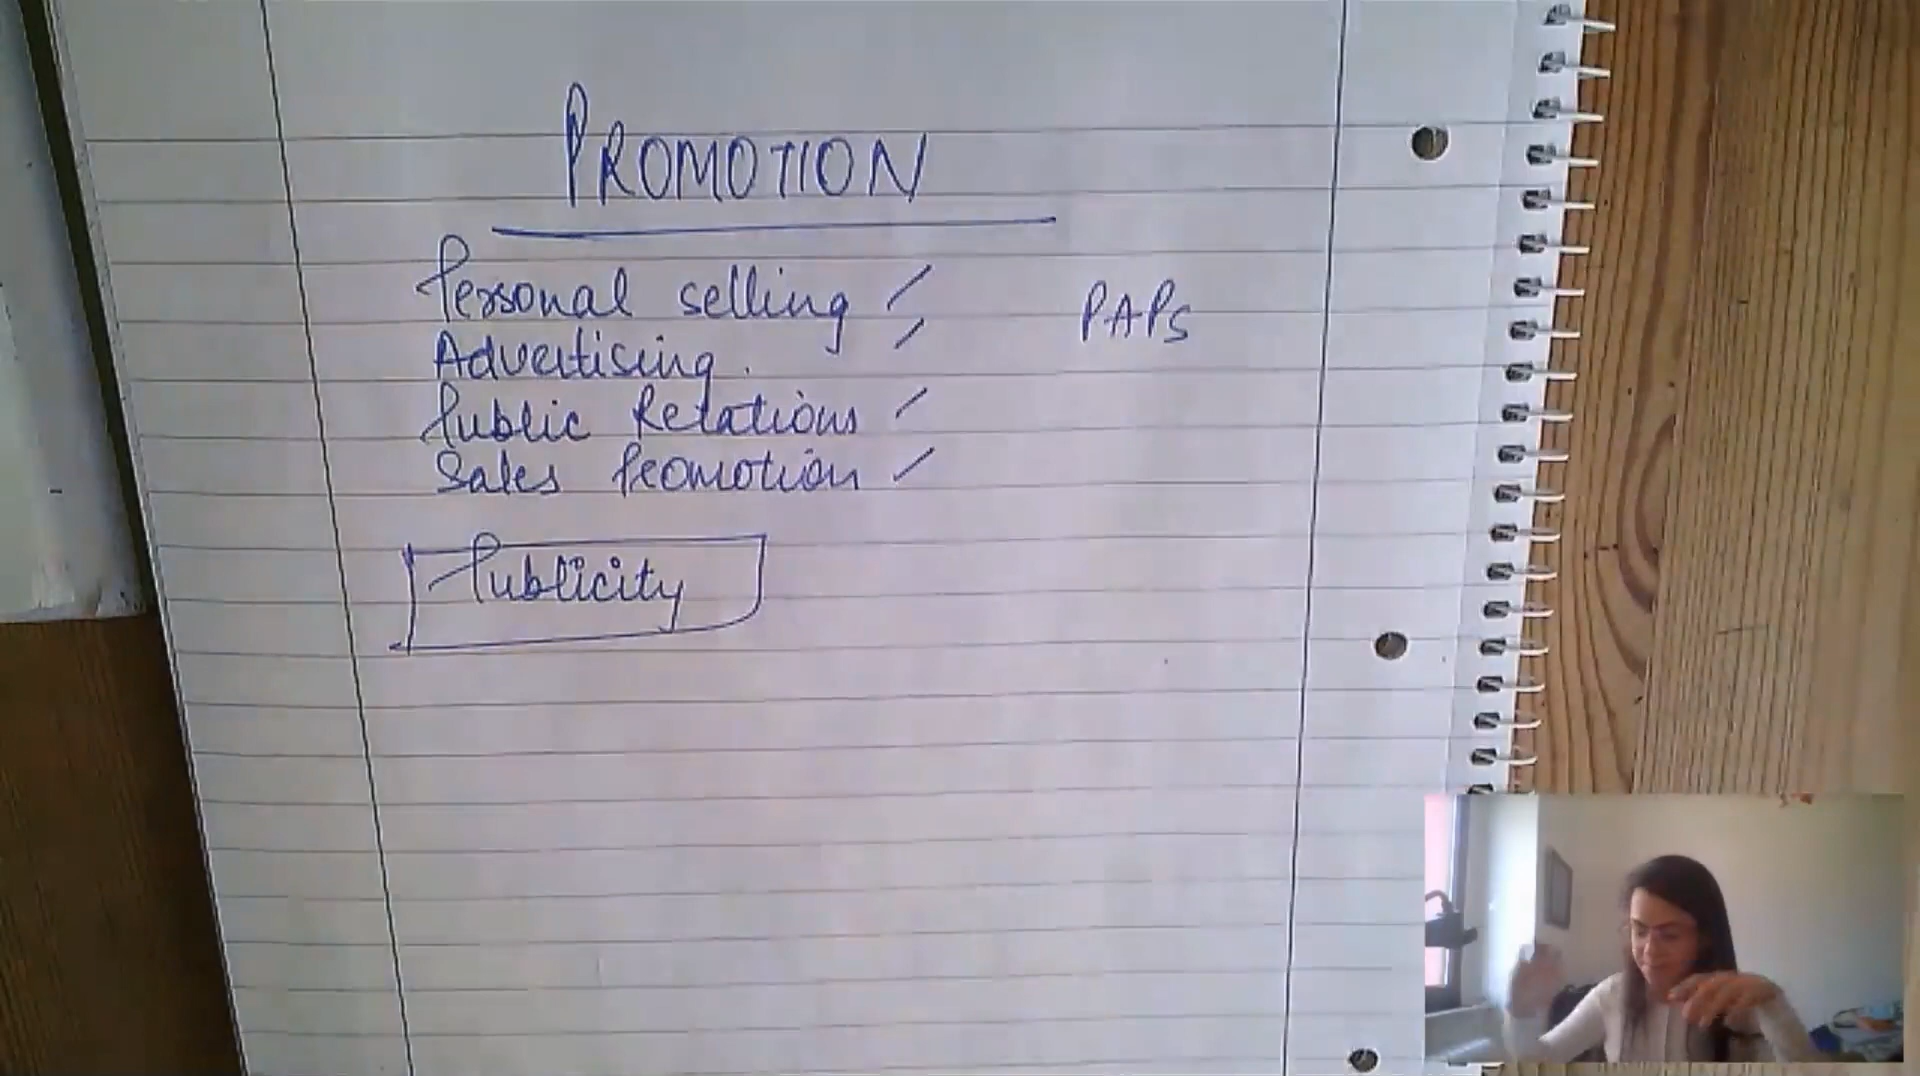 PROMOTION
Personal selling
PAPs
Advertising.
Public Relations
Sales Promotion
Publicity